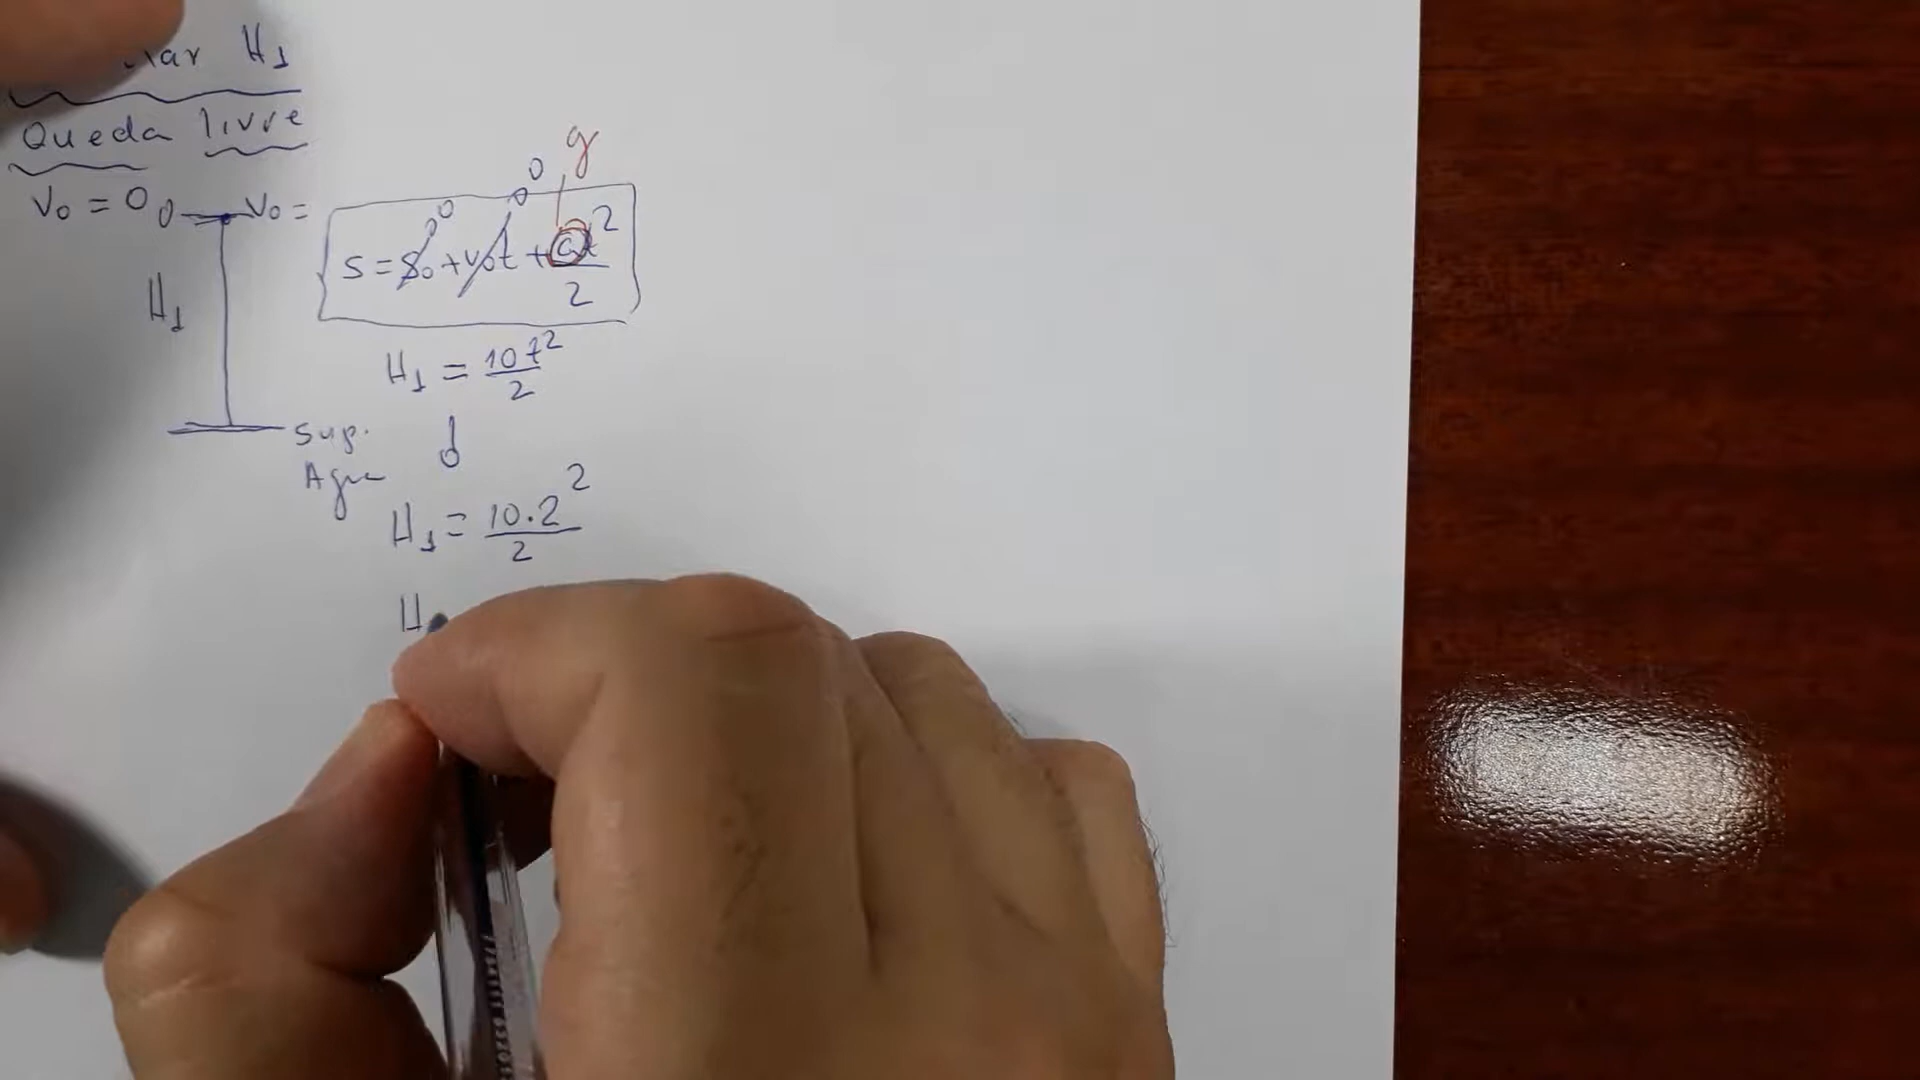 H₁
Queda livre
V₀ = 0
0 V₀ =
0 0 g
S = S₀ + V₀t + at²/2
H₁
H₁ = 10t²/2
Sup.
Agua
H₁ = 10.2²/2
H